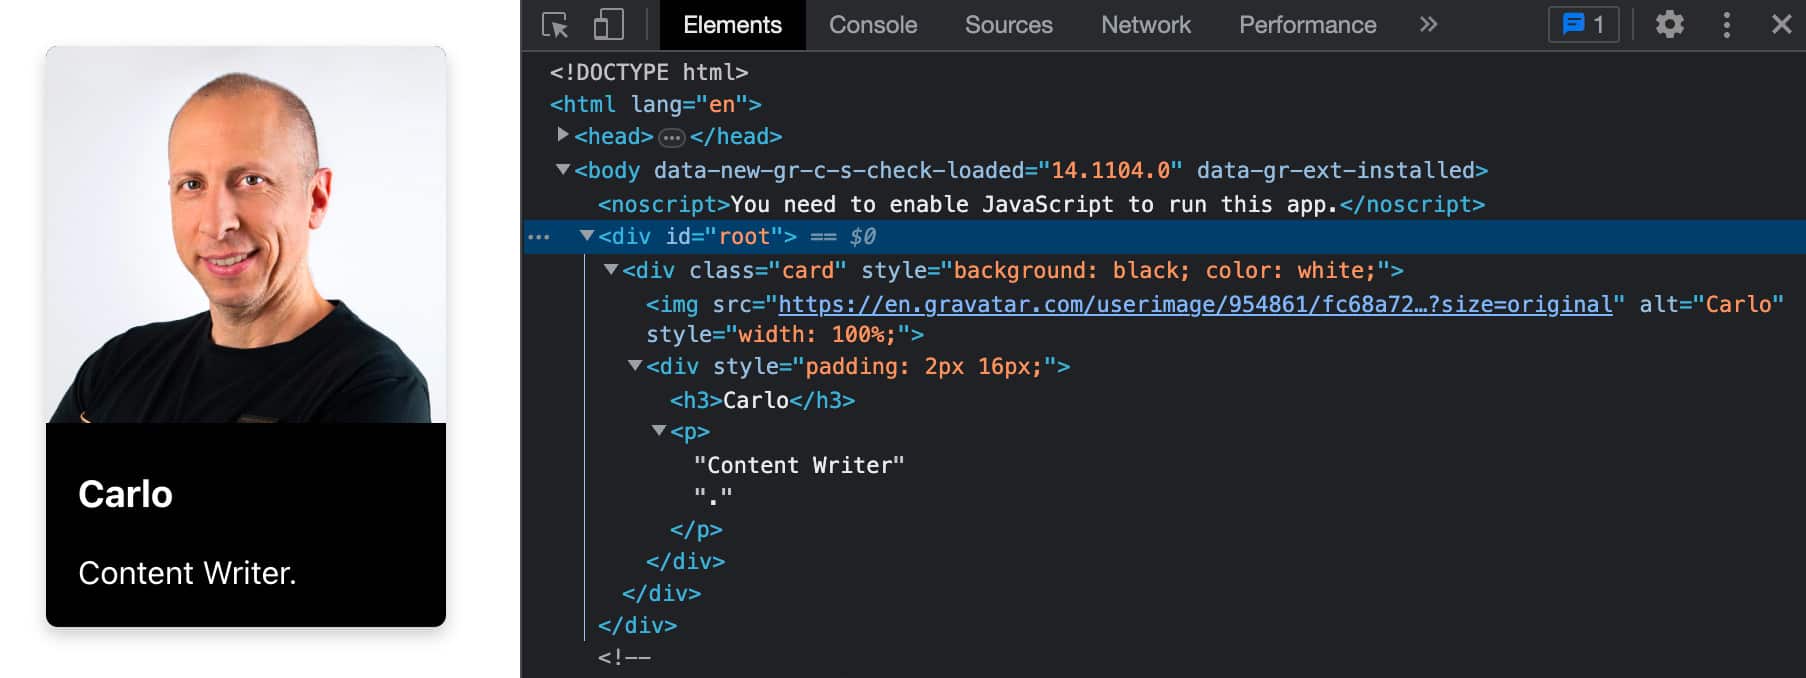 Carlo
Content Writer.
Elements Console Sources Network Performance » 1
<!DOCTYPE html>
<html lang="en">
<head>…</head>
<body data-new-gr-c-s-check-loaded="14.1104.0" data-gr-ext-installed>
<noscript>You need to enable JavaScript to run this app.</noscript>
… <div id="root"> == $0
<div class="card" style="background: black; color: white;">
<img src="https://en.gravatar.com/userimage/954861/fc68a72…?size=original" alt="Carlo"
style="width: 100%;">
<div style="padding: 2px 16px;">
<h3>Carlo</h3>
<p>
"Content Writer"
"."
</p>
</div>
</div>
</div>
<!--